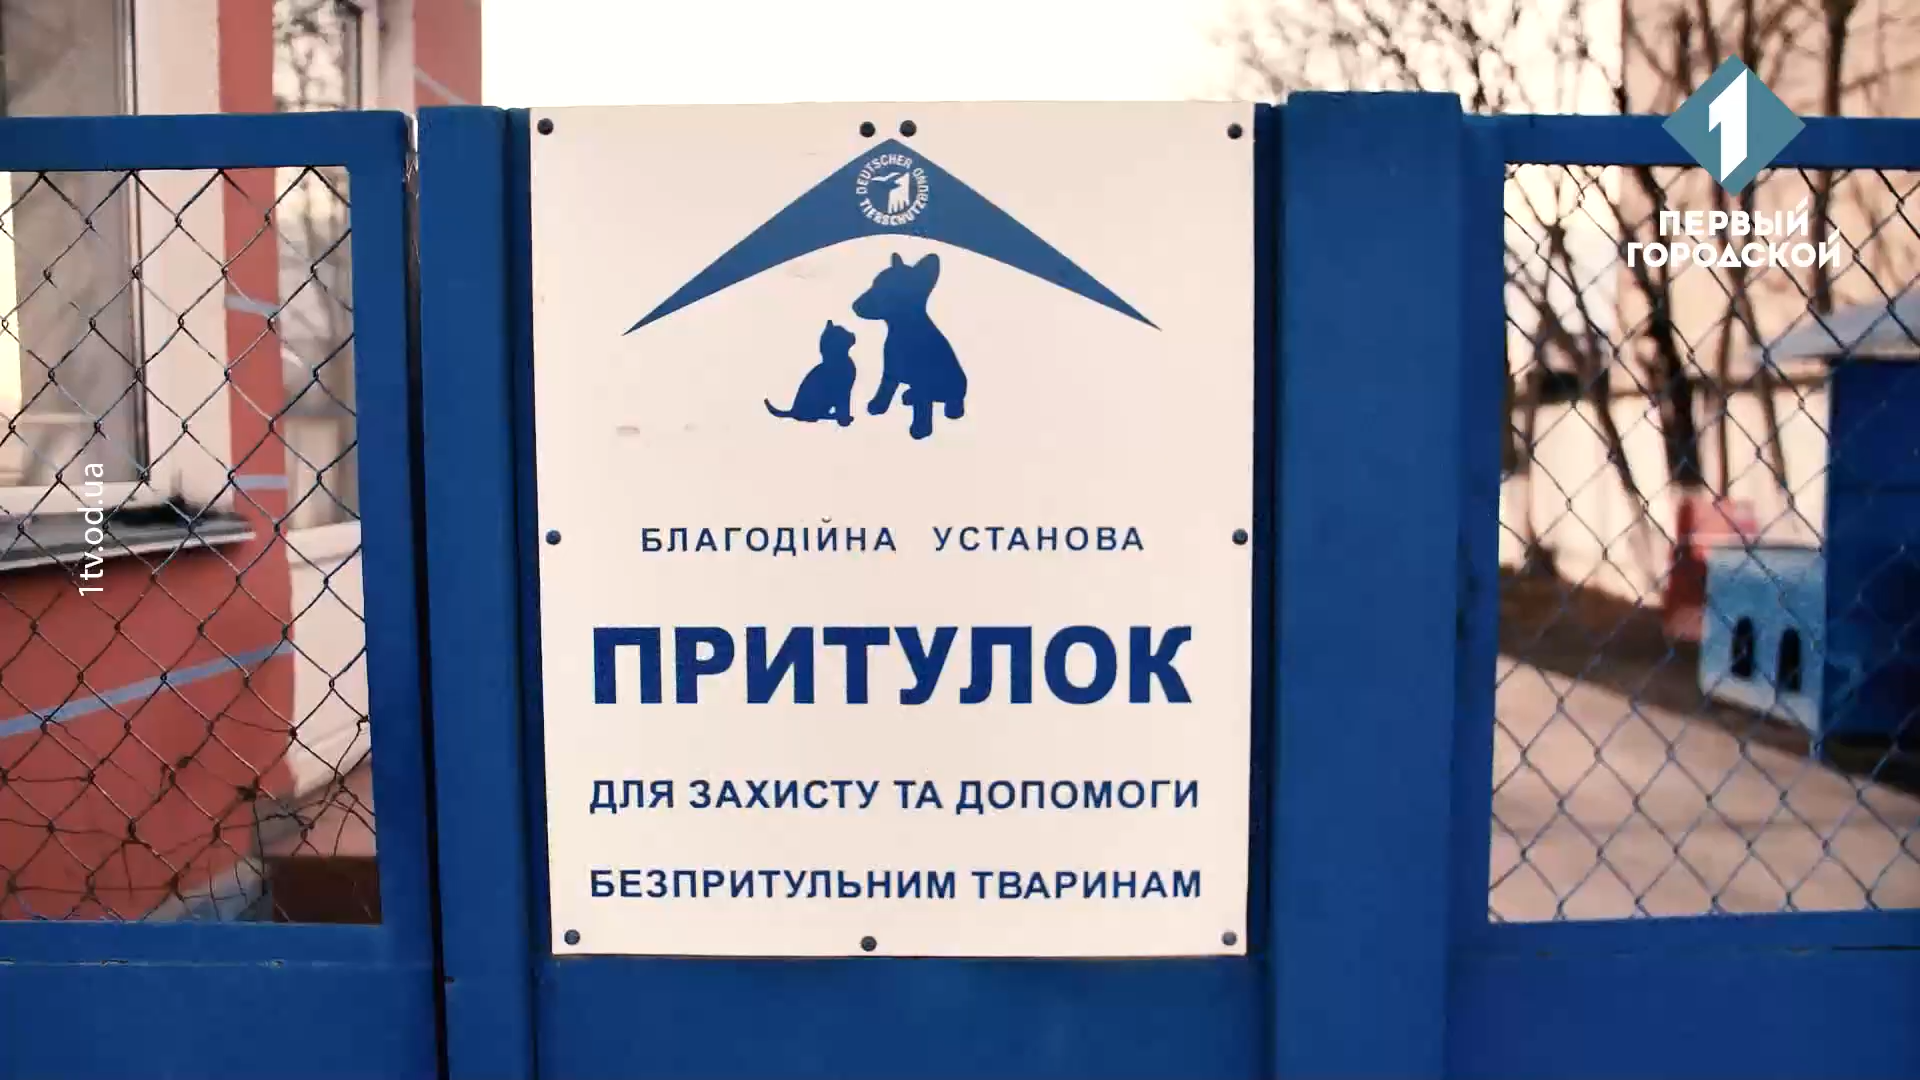 DEUTSCHER
TIERSCHUTZBUND
БЛАГОДІЙНА УСТАНОВА
ПРИТУЛОК
ДЛЯ ЗАХИСТУ ТА ДОПОМОГИ
БЕЗПРИТУЛЬНИМ ТВАРИНАМ
1
ПЕРВЫЙ
ГОРОДСКОЙ
1tv.od.ua